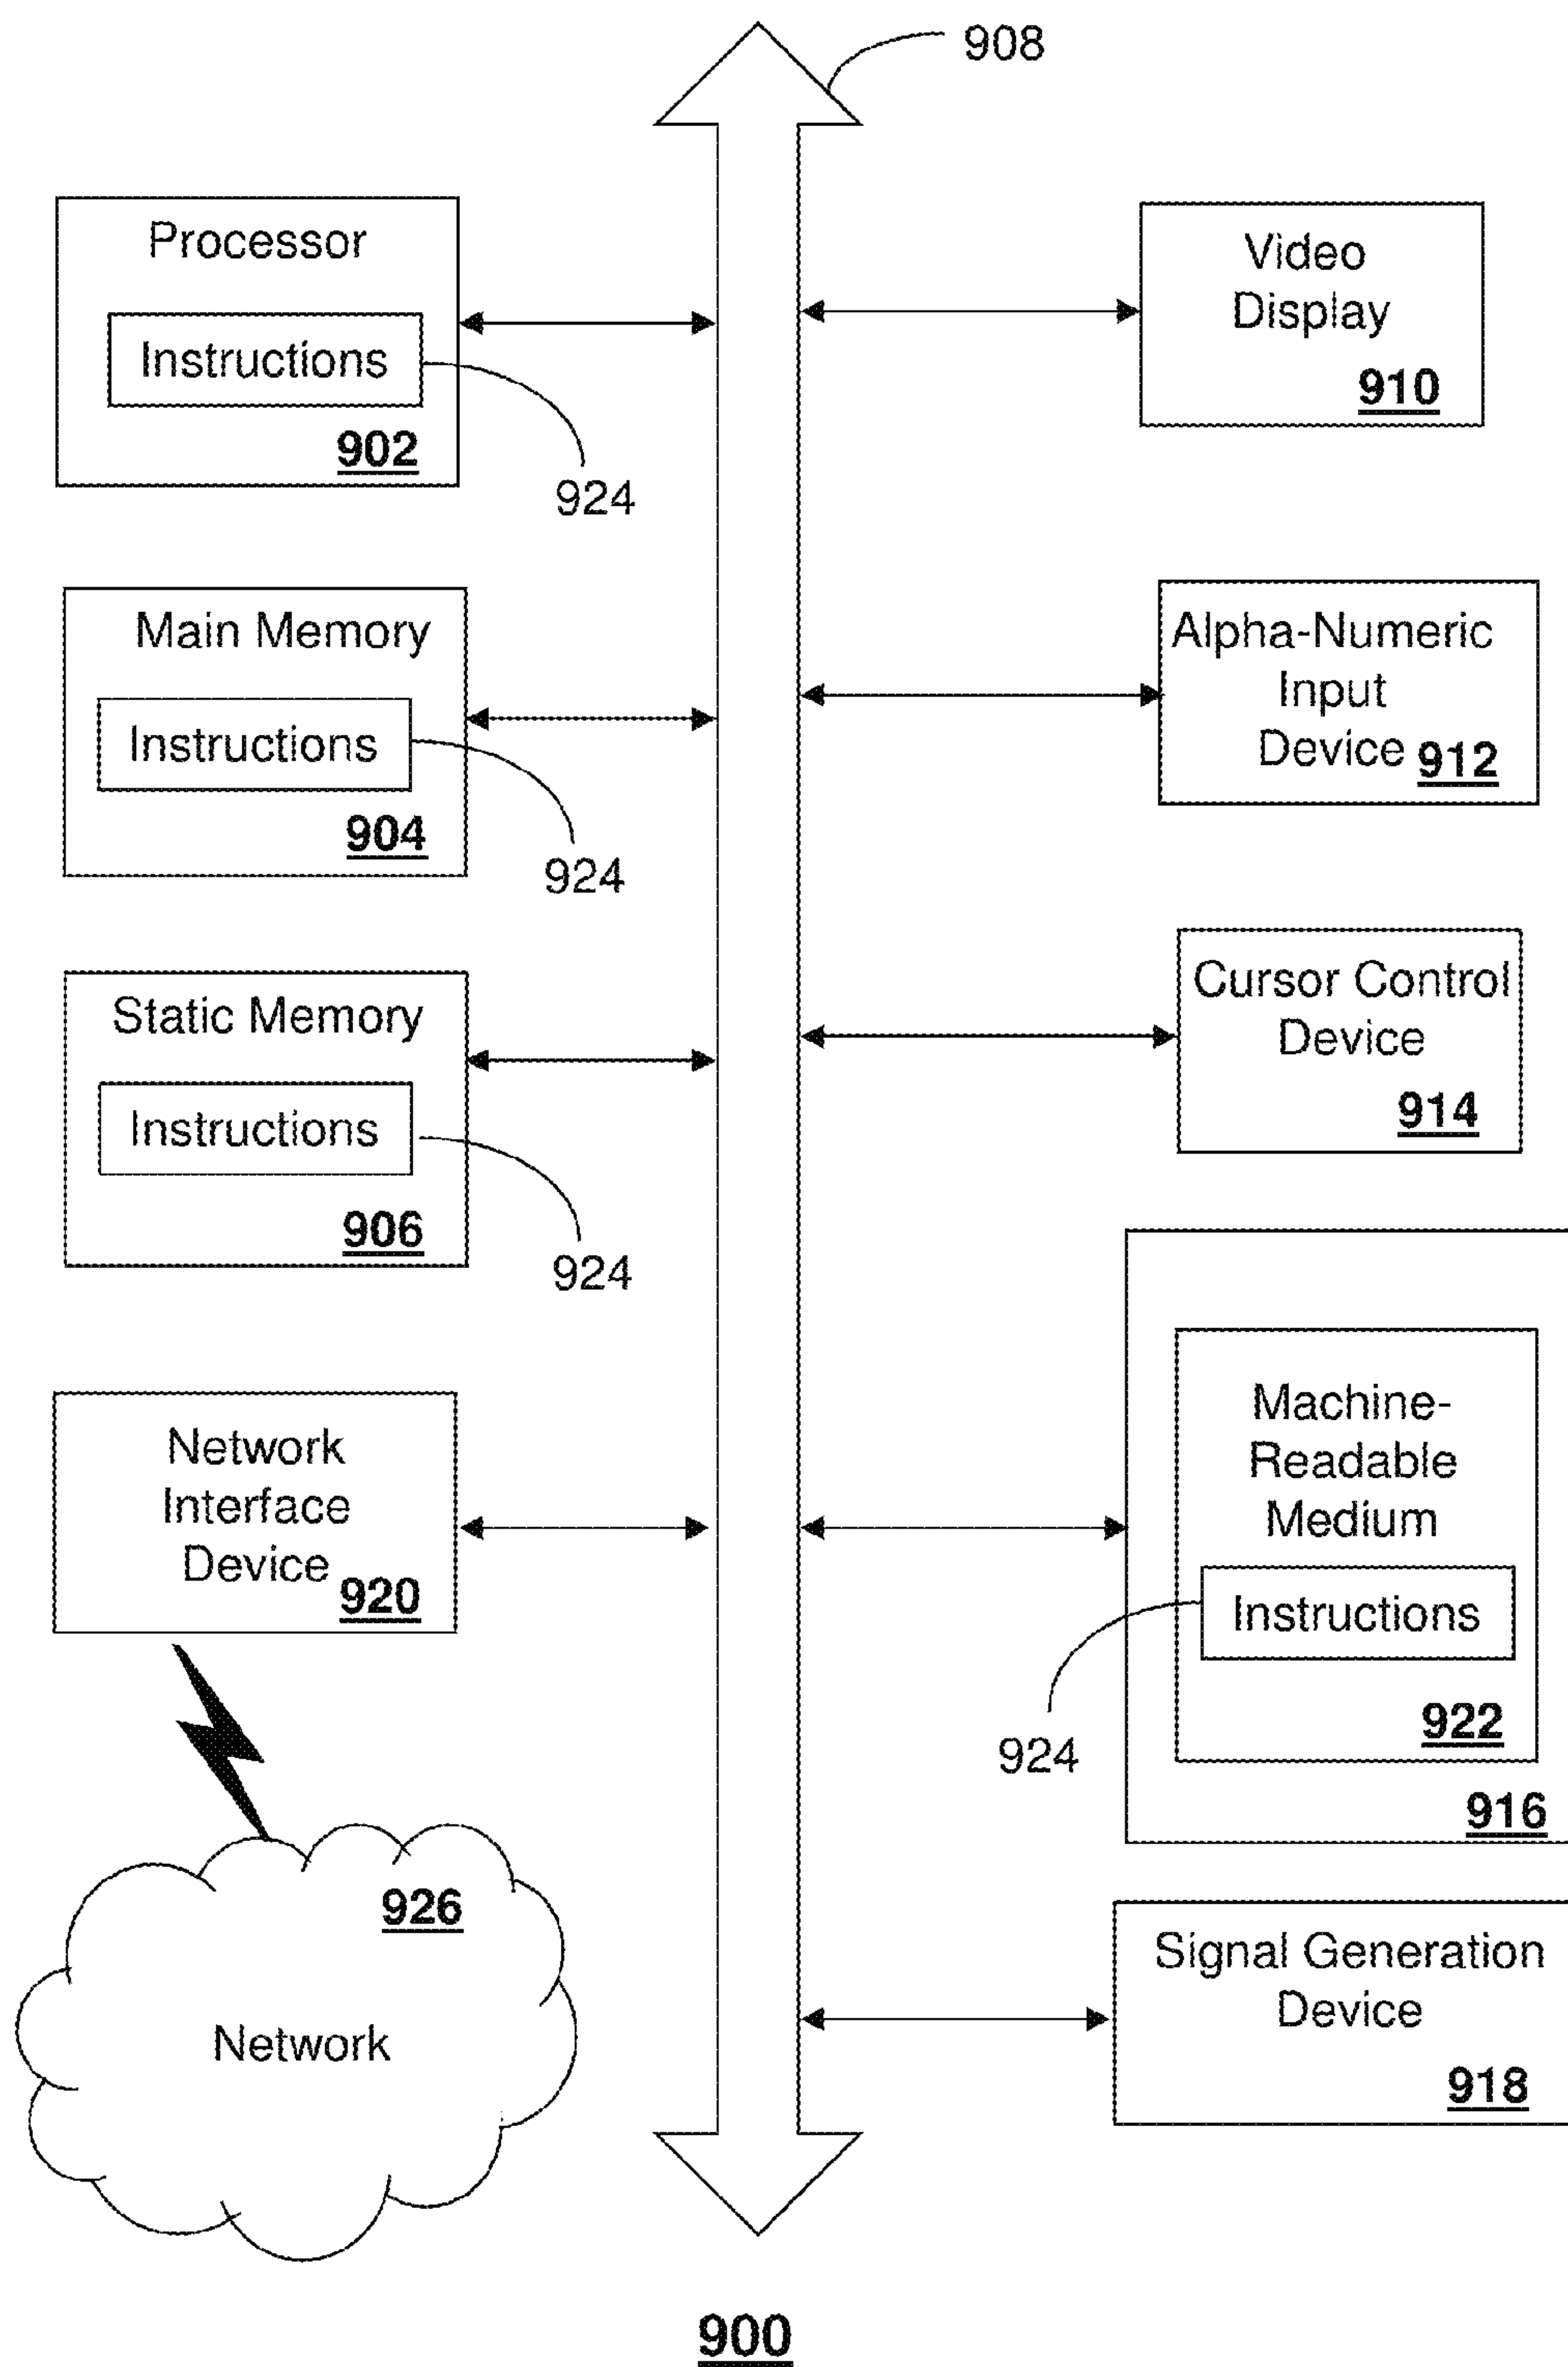 908
Processor
Instructions
902
924
Main Memory
Instructions
904
924
Static Memory
Instructions
906
924
Network
Interface
Device 920
926
Network
Video
Display
910
Alpha-Numeric
Input
Device 912
Cursor Control
Device
914
Machine-
Readable
Medium
Instructions
922
924
916
Signal Generation
Device
918
900